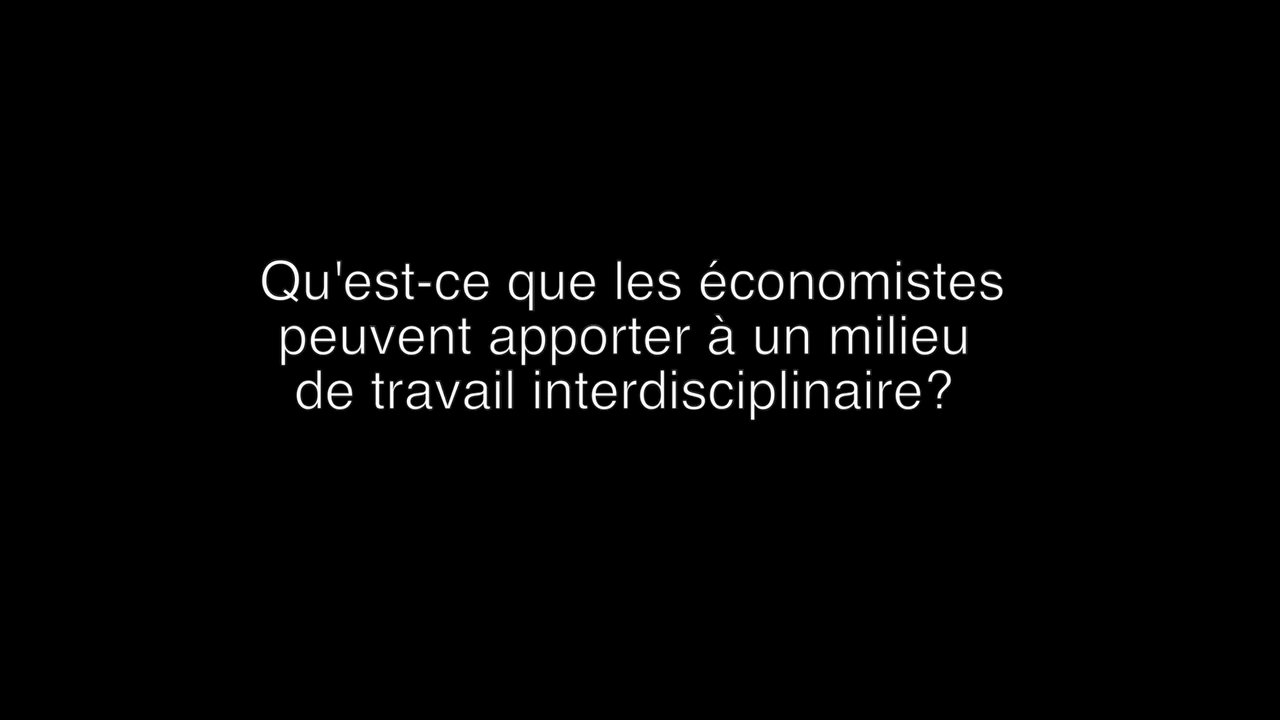 Qu'est-ce que les économistes
peuvent apporter à un milieu
de travail interdisciplinaire?